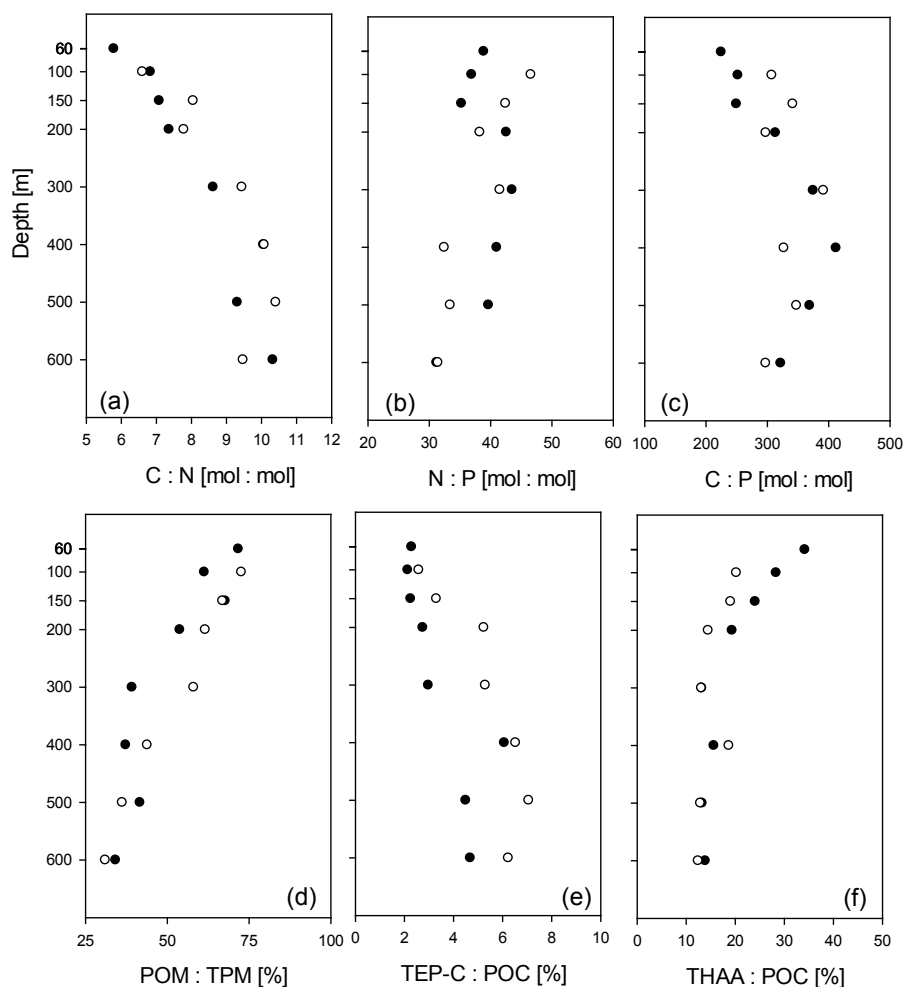 60
100
150
200
300
400
500
600
Depth [m]
(a)
5 6 7 8 9 10 11 12
C : N [mol : mol]
(b)
20 30 40 50 60
N : P [mol : mol]
(c)
100 200 300 400 500
C : P [mol : mol]
60
100
150
200
300
400
500
600
(d)
25 50 75 100
POM : TPM [%]
(e)
0 2 4 6 8 10
TEP-C : POC [%]
(f)
0 10 20 30 40 50
THAA : POC [%]